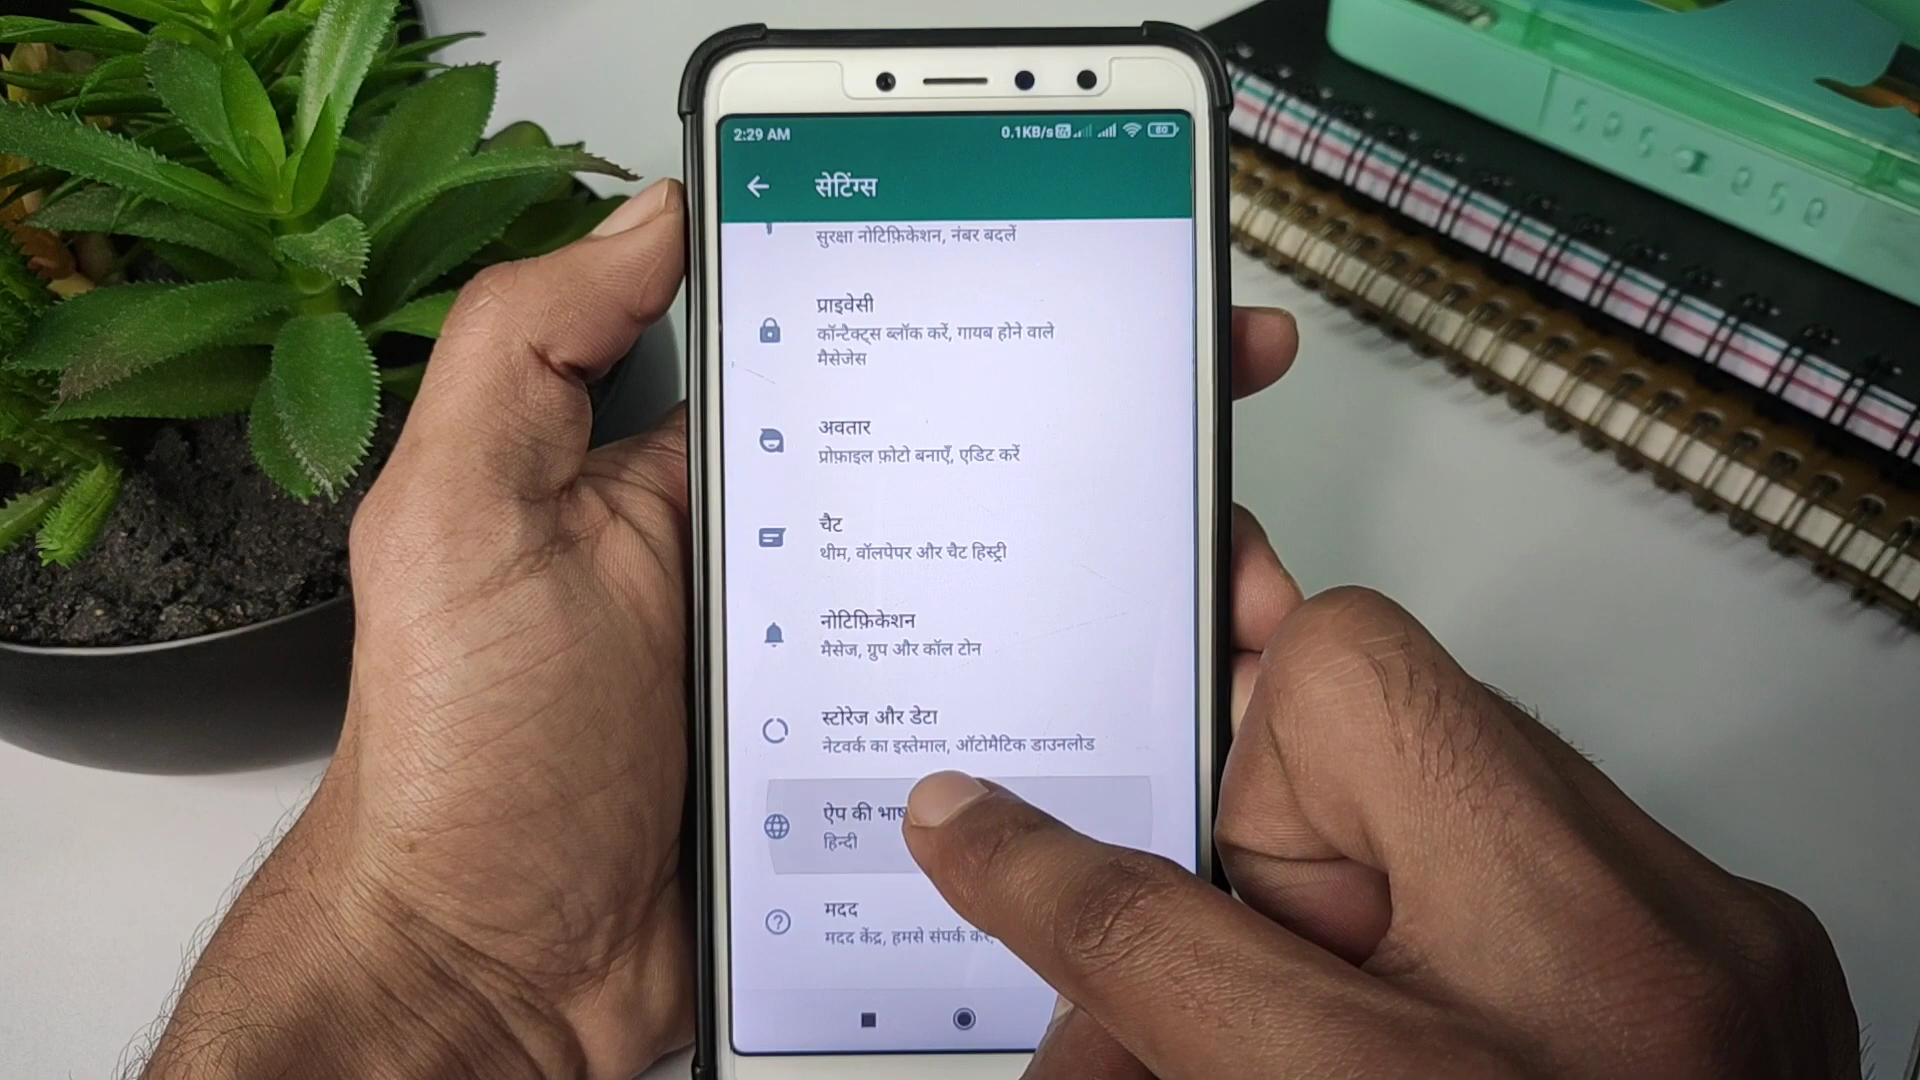 2:29 AM 0.1KB/s 80
सेटिंग्स
सुरक्षा नोटिफ़िकेशन, नंबर बदलें
प्राइवेसी
कॉन्टैक्ट्स ब्लॉक करें, गायब होने वाले
मैसेजेस
अवतार
प्रोफ़ाइल फ़ोटो बनाएँ, एडिट करें
चैट
थीम, वॉलपेपर और चैट हिस्ट्री
नोटिफ़िकेशन
मैसेज, ग्रुप और कॉल टोन
स्टोरेज और डेटा
नेटवर्क का इस्तेमाल, ऑटोमैटिक डाउनलोड
ऐप की
हिन्दी
मदद
मदद केंद्र, हमसे संपर्क